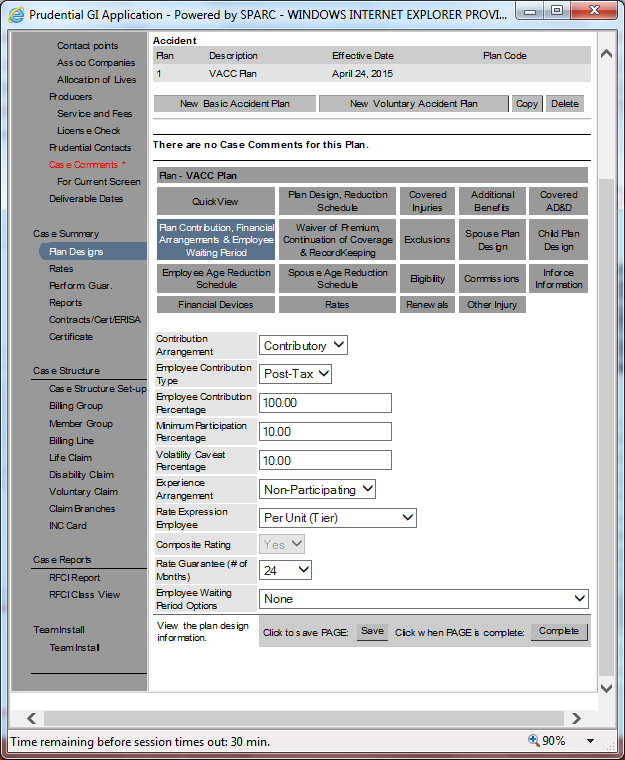 Prudential GI Application - Powered by SPARC - WINDOWS INTERNET EXPLORER PROVI...
Contact points
Assoc Companies
Allocation of Lives
Producers
Service and Fees
License Check
Prudential Contacts
Case Comments *
For Current Screen
Deliverable Dates
Case Summary
Plan Designs
Rates
Perform. Guar.
Reports
Contracts/Cert/ERISA
Certificate
Case Structure
Case Structure Set-up
Billing Group
Member Group
Billing Line
Life Claim
Disability Claim
Voluntary Claim
Claim Branches
INC Card
Case Reports
RFCI Report
RFCI Class View
TeamInstall
TeamInstall
Accident
Plan Description Effective Date Plan Code
1 VACC Plan April 24, 2015
New Basic Accident Plan New Voluntary Accident Plan Copy Delete
There are no Case Comments for this Plan.
Plan - VACC Plan
QuickView
Plan Design, Reduction
Schedule
Covered
Injuries
Additional
Benefits
Covered
AD&D
Plan Contribution, Financial
Arrangements & Employee
Waiting Period
Waiver of Premium,
Continuation of Coverage
& RecordKeeping
Exclusions
Spouse Plan
Design
Child Plan
Design
Employee Age Reduction
Schedule
Spouse Age Reduction
Schedule
Eligibility
Commissions
Inforce
Information
Financial Devices
Rates
Renewals
Other Injury
Contribution
Arrangement
Contributory
Employee Contribution
Type
Post-Tax
Employee Contribution
Percentage
100.00
Minimum Participation
Percentage
10.00
Volatility Caveat
Percentage
10.00
Experience
Arrangement
Non-Participating
Rate Expression
Employee
Per Unit (Tier)
Composite Rating
Yes
Rate Guarantee (# of
Months)
24
Employee Waiting
Period Options
None
View the plan design
information.
Click to save PAGE: Save Click when PAGE is complete: Complete
Time remaining before session times out: 30 min.
90%